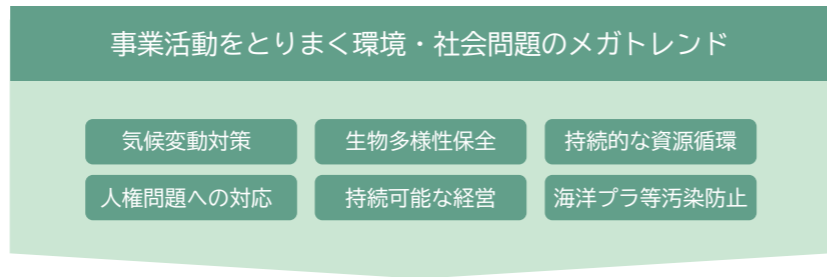 事業活動をとりまく環境・社会問題のメガトレンド
気候変動対策
生物多様性保全
持続的な資源循環
人権問題への対応
持続可能な経営
海洋プラ等汚染防止